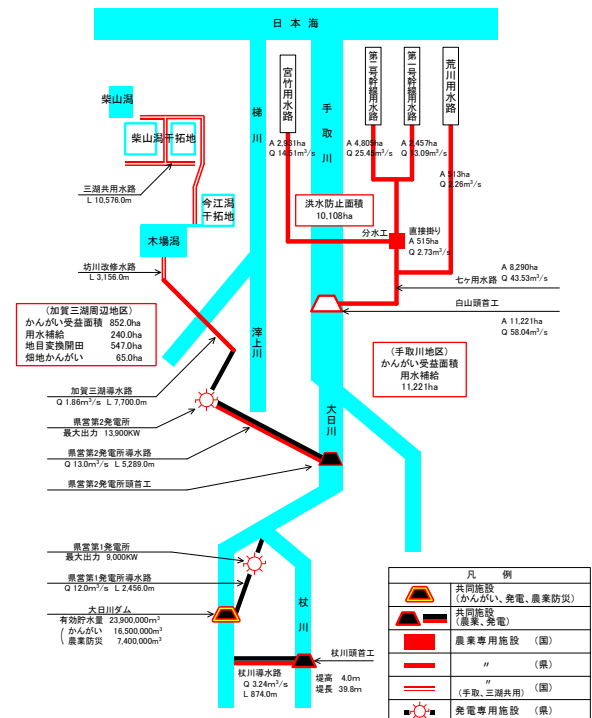 日本海
柴山潟
柴山潟干拓地
三湖共用水路
L 10,576.0m
今江潟
干拓地
木場潟
坊川改修水路
L 3,156.0m
梯川
滓上川
手取川
大日川
宮竹用水路
第二号幹線用水路
第一号幹線用水路
荒川用水路
A 2,931ha
Q 14.51m³/s
A 4,805ha
Q 25.45m³/s
A 2,457ha
Q 13.09m³/s
A 513ha
Q 2.26m³/s
洪水防止面積
10,108ha
分水工
直接掛り
A 515ha
Q 2.73m³/s
A 8,290ha
七ヶ用水路 Q 43.53m³/s
白山頭首工
A 11,221ha
Q 58.04m³/s
(加賀三湖周辺地区)
かんがい受益面積 852.0ha
用水補給 240.0ha
地目変換開田 547.0ha
畑地かんがい 65.0ha
(手取川地区)
かんがい受益面積
用水補給
11,221ha
加賀三湖導水路
Q 1.86m³/s L 7,700.0m
県営第2発電所
最大出力 13,900KW
県営第2発電所導水路
Q 13.0m³/s L 5,289.0m
県営第2発電所頭首工
県営第1発電所
最大出力 9,000KW
県営第1発電所導水路
Q 12.0m³/s L 2,456.0m
大日川ダム
有効貯水量 23,900,000m³
( かんがい 16,500,000m³
農業防災 7,400,000m³
杖川
杖川頭首工
堤高 4.0m
堤長 39.8m
杖川導水路
Q 3.24m³/s
L 874.0m
凡 例
共同施設
(かんがい、発電、農業防災)
共同施設
(農業、発電)
農業専用施設 (国)
〃 (県)
〃 (国)
(手取、三湖共用)
発電専用施設 (県)